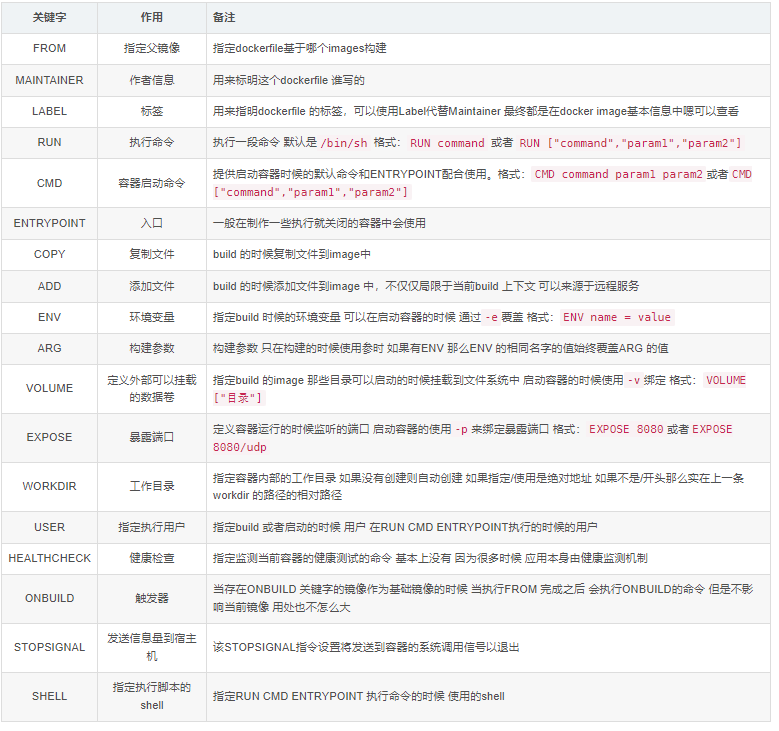 关键字 作用 备注
FROM 指定父镜像 指定dockerfile基于哪个images构建
MAINTAINER 作者信息 用来标明这个dockerfile 谁写的
LABEL 标签 用来指明dockerfile 的标签，可以使用Label代替Maintainer 最终都是在docker image基本信息中嗯可以查看
RUN 执行命令 执行一段命令 默认是 /bin/sh 格式： RUN command 或者 RUN ["command","param1","param2"]
CMD 容器启动命令 提供启动容器时候的默认命令和ENTRYPOINT配合使用。格式： CMD command param1 param2 或者 CMD
["command","param1","param2"]
ENTRYPOINT 入口 一般在制作一些执行就关闭的容器中会使用
COPY 复制文件 build 的时候复制文件到image中
ADD 添加文件 build 的时候添加文件到image 中，不仅仅局限于当前build 上下文 可以来源于远程服务
ENV 环境变量 指定build 时候的环境变量 可以在启动容器的时候 通过 -e 覆盖 格式： ENV name = value
ARG 构建参数 构建参数 只在构建的时候使用参时 如果有ENV 那么ENV 的相同名字的值始终覆盖ARG 的值
VOLUME 定义外部可以挂载
的数据卷 指定build 的image 那些目录可以启动的时候挂载到文件系统中 启动容器的时候使用 -v 绑定 格式： VOLUME
["目录"]
EXPOSE 暴露端口 定义容器运行的时候监听的端口 启动容器的使用 -p 来绑定暴露端口 格式： EXPOSE 8080 或者 EXPOSE
8080/udp
WORKDIR 工作目录 指定容器内部的工作目录 如果没有创建则自动创建 如果指定/使用是绝对地址 如果不是/开头那么实在上一条
workdir 的路径的相对路径
USER 指定执行用户 指定build 或者启动的时候 用户 在RUN CMD ENTRYPOINT执行的时候的用户
HEALTHCHECK 健康检查 指定监测当前容器的健康测试的命令 基本上没有 因为很多时候 应用本身由健康监测机制
ONBUILD 触发器 当存在ONBUILD 关键字的镜像作为基础镜像的时候 当执行FROM 完成之后 会执行ONBUILD的命令 但是不影
响当前镜像 用处也不怎么大
STOPSIGNAL 发送信息量到宿主
机 该STOPSIGNAL指令设置将发送到容器的系统调用信号以退出
SHELL 指定执行脚本的
shell 指定RUN CMD ENTRYPOINT 执行命令的时候 使用的shell